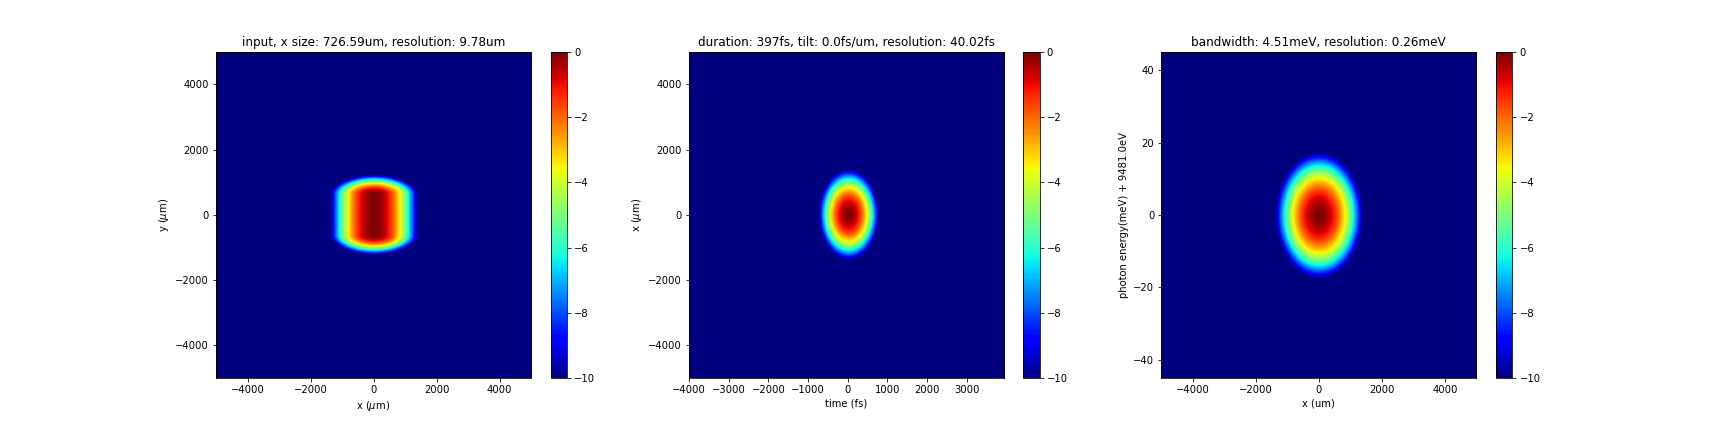 input, x size: 726.59um, resolution: 9.78um
4000
2000
0
−2000
−4000
y (μm)
−4000 −2000 0 2000 4000
x (μm)
0
−2
−4
−6
−8
−10
duration: 397fs, tilt: 0.0fs/um, resolution: 40.02fs
4000
2000
0
−2000
−4000
x (μm)
−4000 −3000 −2000 −1000 0 1000 2000 3000
time (fs)
0
−2
−4
−6
−8
−10
bandwidth: 4.51meV, resolution: 0.26meV
40
20
0
−20
−40
photon energy(meV) + 9481.0eV
−4000 −2000 0 2000 4000
x (um)
0
−2
−4
−6
−8
−10